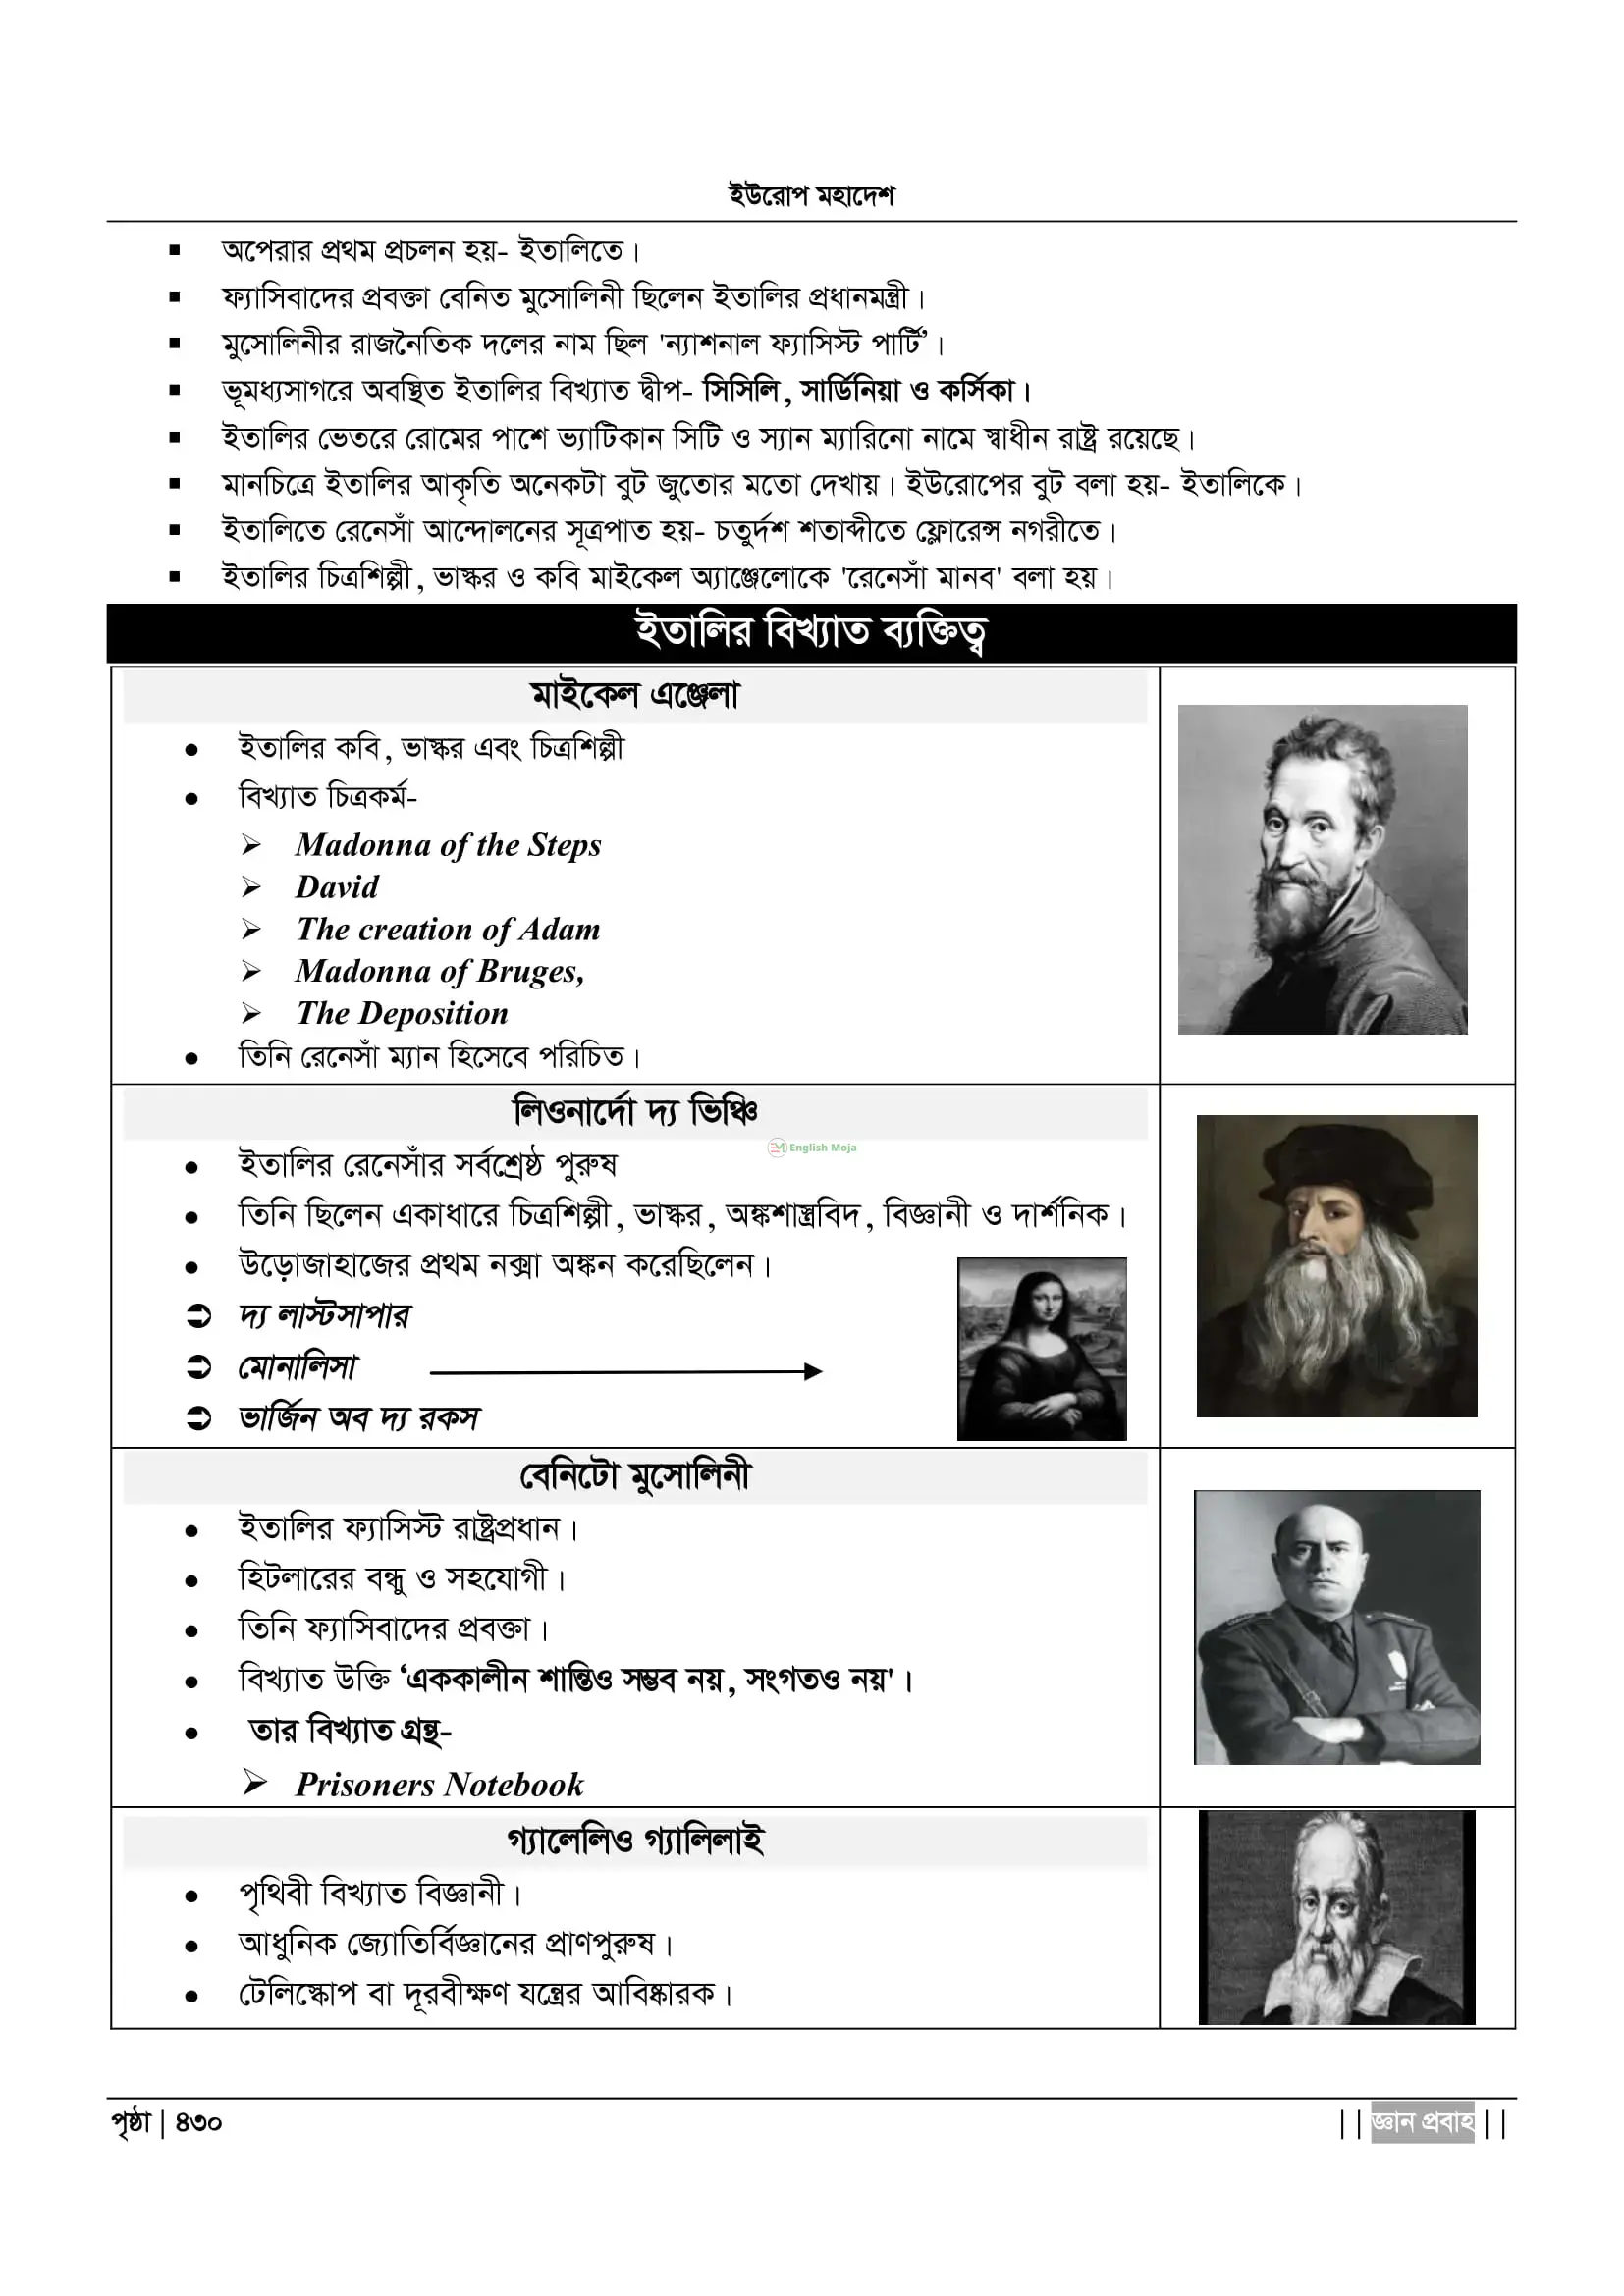 ইউরোপ মহাদেশ
▪ অপেরার প্রথম প্রচলন হয়- ইতালিতে।
▪ ফ্যাসিবাদের প্রবক্তা বেনিত মুসোলিনী ছিলেন ইতালির প্রধানমন্ত্রী।
▪ মুসোলিনীর রাজনৈতিক দলের নাম ছিল 'ন্যাশনাল ফ্যাসিস্ট পার্টি’।
▪ ভূমধ্যসাগরে অবস্থিত ইতালির বিখ্যাত দ্বীপ- সিসিলি, সার্ডিনিয়া ও কর্সিকা।
▪ ইতালির ভেতরে রোমের পাশে ভ্যাটিকান সিটি ও স্যান ম্যারিনো নামে স্বাধীন রাষ্ট্র রয়েছে।
▪ মানচিত্রে ইতালির আকৃতি অনেকটা বুট জুতোর মতো দেখায়। ইউরোপের বুট বলা হয়- ইতালিকে।
▪ ইতালিতে রেনেসাঁ আন্দোলনের সূত্রপাত হয়- চতুর্দশ শতাব্দীতে ফ্লোরেন্স নগরীতে।
▪ ইতালির চিত্রশিল্পী, ভাস্কর ও কবি মাইকেল অ্যাঞ্জেলোকে 'রেনেসাঁ মানব' বলা হয়।
ইতালির বিখ্যাত ব্যক্তিত্ব
মাইকেল এঞ্জেলা
● ইতালির কবি, ভাস্কর এবং চিত্রশিল্পী
● বিখ্যাত চিত্রকর্ম-
➢ Madonna of the Steps
➢ David
➢ The creation of Adam
➢ Madonna of Bruges,
➢ The Deposition
● তিনি রেনেসাঁ ম্যান হিসেবে পরিচিত।
লিওনার্দো দ্য ভিঞ্চি
English Moja
● ইতালির রেনেসাঁর সর্বশ্রেষ্ঠ পুরুষ
● তিনি ছিলেন একাধারে চিত্রশিল্পী, ভাস্কর, অঙ্কশাস্ত্রবিদ, বিজ্ঞানী ও দার্শনিক।
● উড়োজাহাজের প্রথম নক্সা অঙ্কন করেছিলেন।
➲ দ্য লাস্টসাপার
➲ মোনালিসা
➲ ভার্জিন অব দ্য রকস
বেনিটো মুসোলিনী
● ইতালির ফ্যাসিস্ট রাষ্ট্রপ্রধান।
● হিটলারের বন্ধু ও সহযোগী।
● তিনি ফ্যাসিবাদের প্রবক্তা।
● বিখ্যাত উক্তি ‘এককালীন শান্তিও সম্ভব নয়, সংগতও নয়'।
● তার বিখ্যাত গ্রন্থ-
➢ Prisoners Notebook
গ্যালেলিও গ্যালিলাই
● পৃথিবী বিখ্যাত বিজ্ঞানী।
● আধুনিক জ্যোতির্বিজ্ঞানের প্রাণপুরুষ।
● টেলিস্কোপ বা দূরবীক্ষণ যন্ত্রের আবিষ্কারক।
পৃষ্ঠা | ৪৩০
|| জ্ঞান প্রবাহ ||